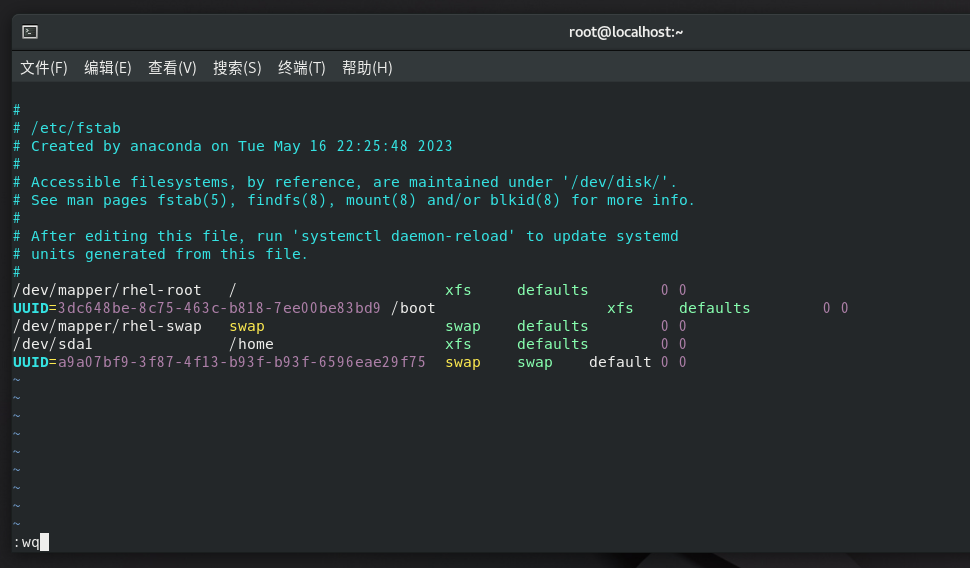 root@localhost:~
文件(F) 编辑(E) 查看(V) 搜索(S) 终端(T) 帮助(H)
#
# /etc/fstab
# Created by anaconda on Tue May 16 22:25:48 2023
#
# Accessible filesystems, by reference, are maintained under '/dev/disk/'.
# See man pages fstab(5), findfs(8), mount(8) and/or blkid(8) for more info.
#
# After editing this file, run 'systemctl daemon-reload' to update systemd
# units generated from this file.
#
/dev/mapper/rhel-root   /                       xfs     defaults        0 0
UUID=3dc648be-8c75-463c-b818-7ee00be83bd9 /boot                   xfs     defaults        0 0
/dev/mapper/rhel-swap   swap                    swap    defaults        0 0
/dev/sda1               /home                   xfs     defaults        0 0
UUID=a9a07bf9-3f87-4f13-b93f-b93f-6596eae29f75  swap    swap    default 0 0
~
~
~
~
~
~
~
~
~
:wq